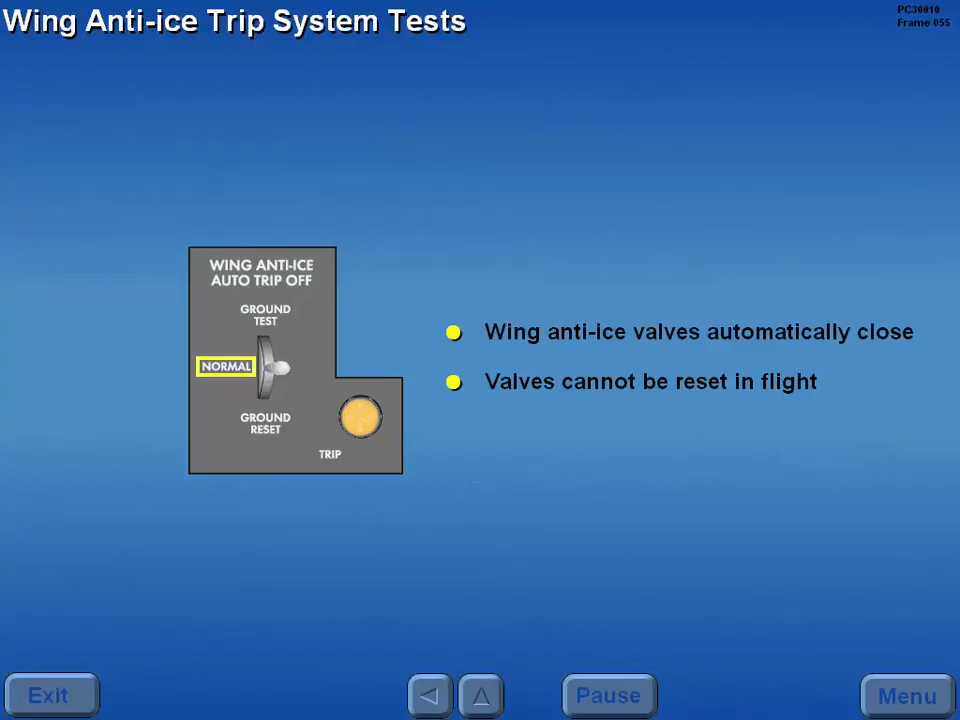 Wing Anti-ice Trip System Tests
PC30010
Frame 055
WING ANTI-ICE
AUTO TRIP OFF
GROUND
TEST
NORMAL
GROUND
RESET
TRIP
Wing anti-ice valves automatically close
Valves cannot be reset in flight
Exit
Pause
Menu